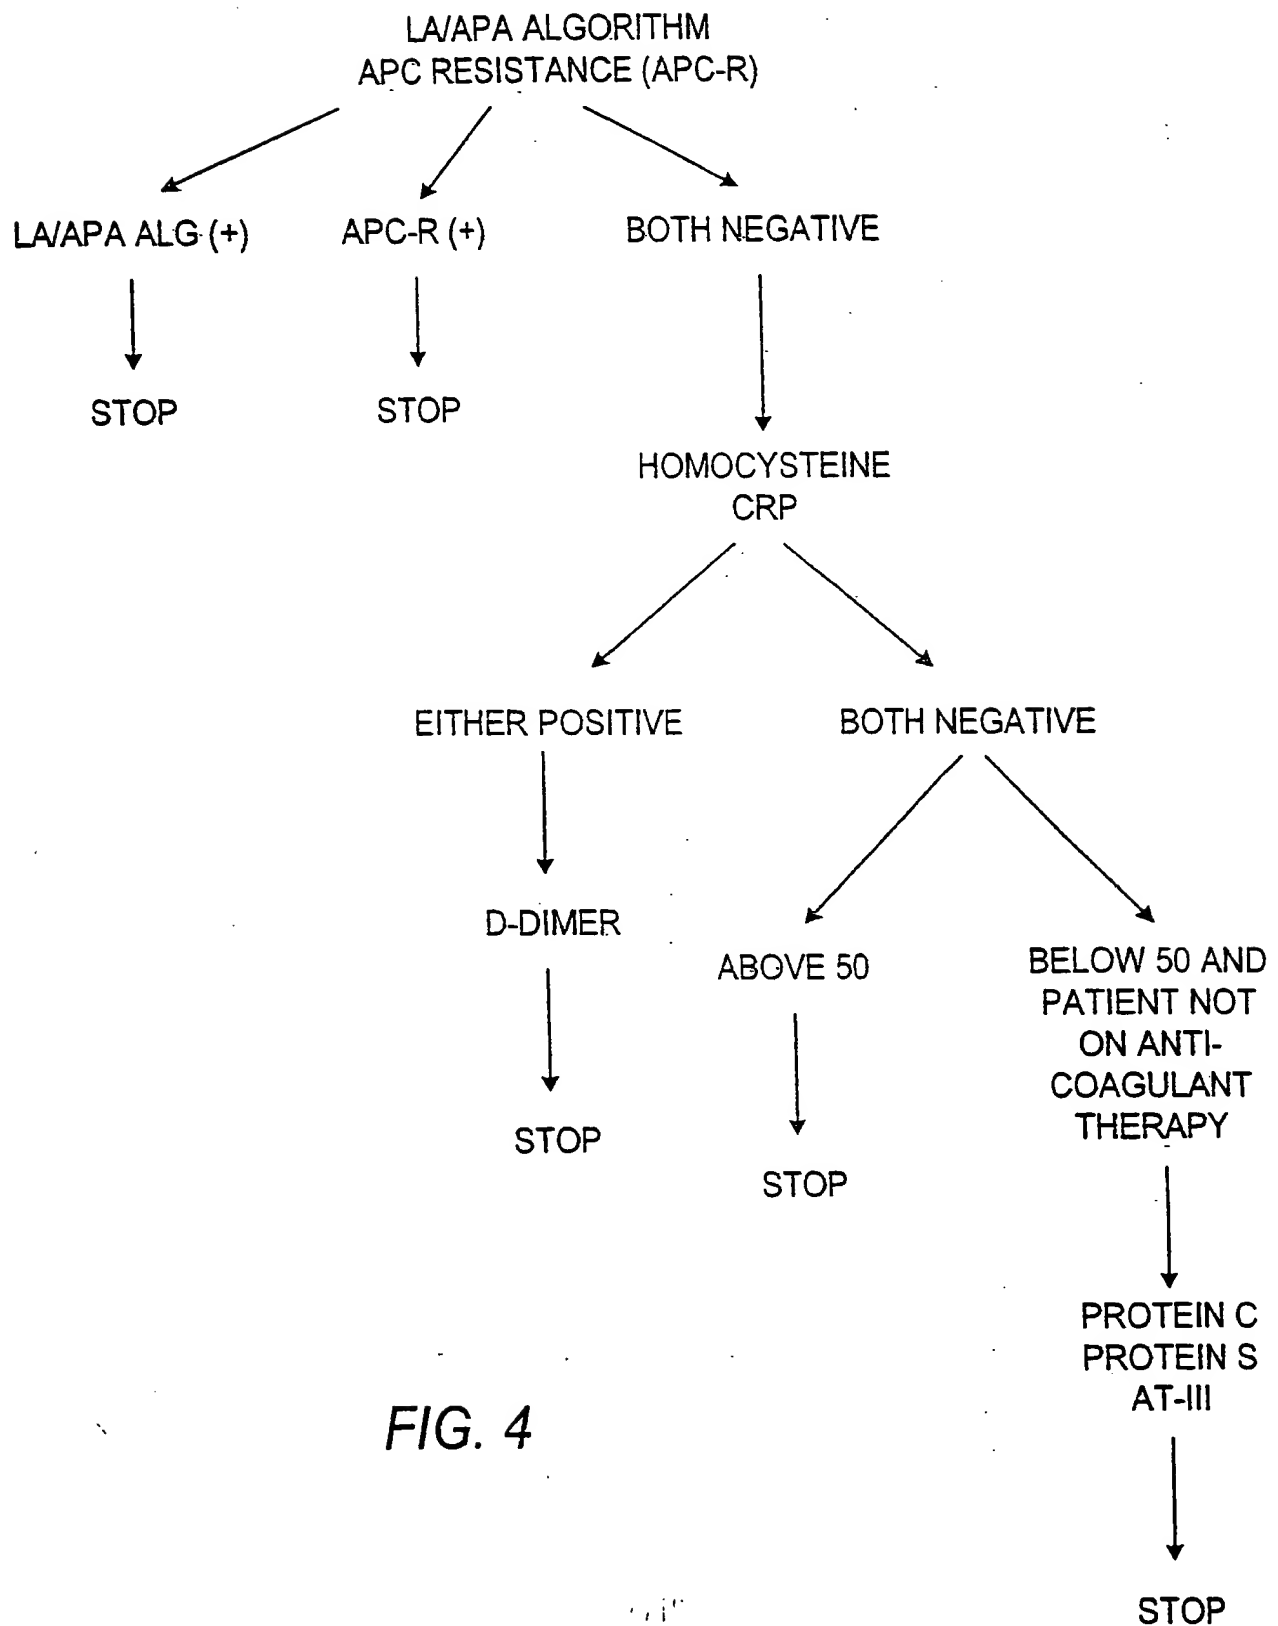 LA/APA ALGORITHM
APC RESISTANCE (APC-R)
LA/APA ALG (+)
APC-R (+)
BOTH NEGATIVE
STOP
STOP
HOMOCYSTEINE
CRP
EITHER POSITIVE
BOTH NEGATIVE
D-DIMER
ABOVE 50
BELOW 50 AND
PATIENT NOT
ON ANTI-
COAGULANT
THERAPY
STOP
STOP
PROTEIN C
PROTEIN S
AT-III
FIG. 4
STOP